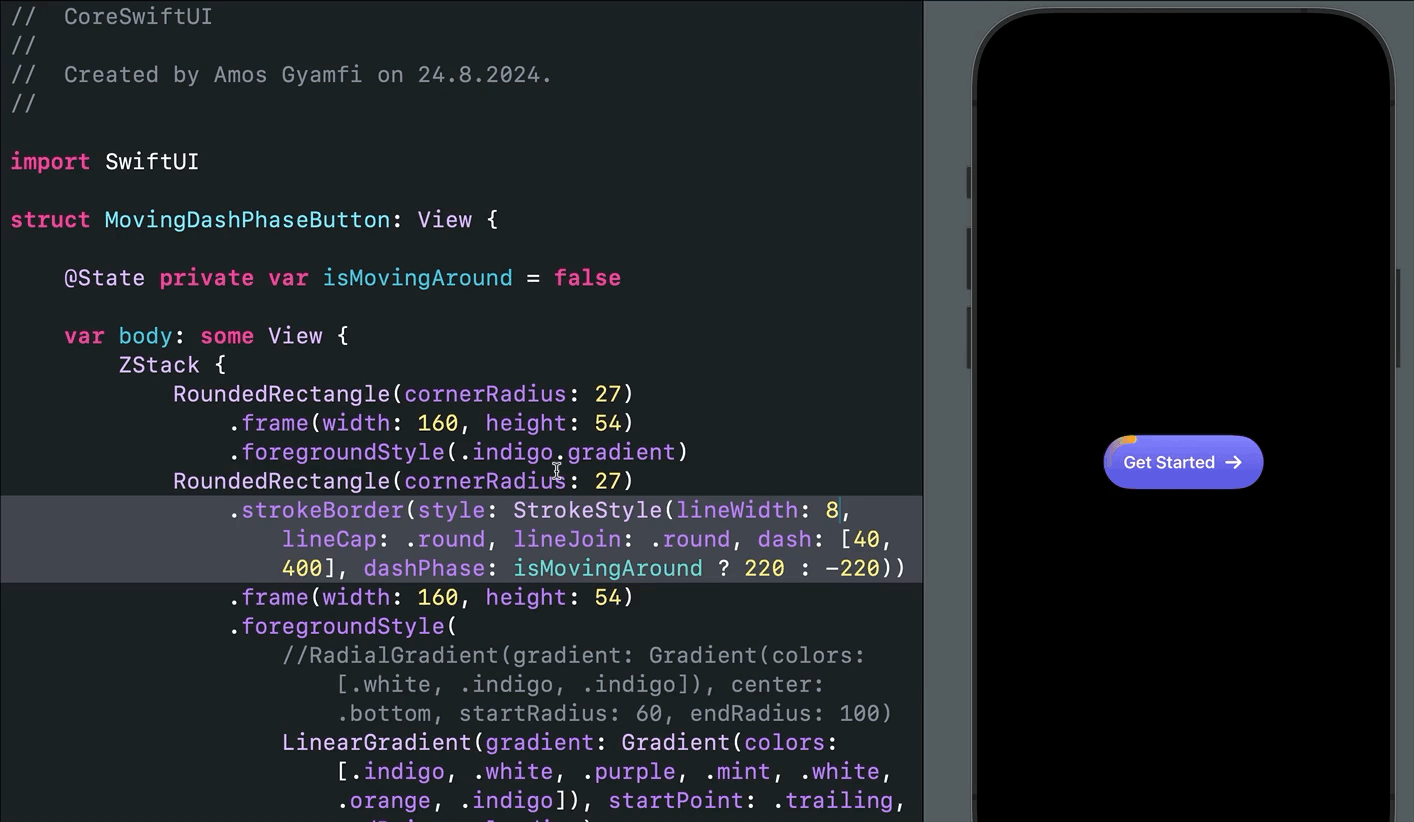 //  CoreSwiftUI
//
//  Created by Amos Gyamfi on 24.8.2024.
//
import SwiftUI
struct MovingDashPhaseButton: View {
@State private var isMovingAround = false
var body: some View {
ZStack {
RoundedRectangle(cornerRadius: 27)
.frame(width: 160, height: 54)
.foregroundStyle(.indigo.gradient)
RoundedRectangle(cornerRadius: 27)
.strokeBorder(style: StrokeStyle(lineWidth: 8,
lineCap: .round, lineJoin: .round, dash: [40,
400], dashPhase: isMovingAround ? 220 : -220))
.frame(width: 160, height: 54)
.foregroundStyle(
//RadialGradient(gradient: Gradient(colors:
[.white, .indigo, .indigo]), center:
.bottom, startRadius: 60, endRadius: 100)
LinearGradient(gradient: Gradient(colors:
[.indigo, .white, .purple, .mint, .white,
.orange, .indigo]), startPoint: .trailing,
Get Started →